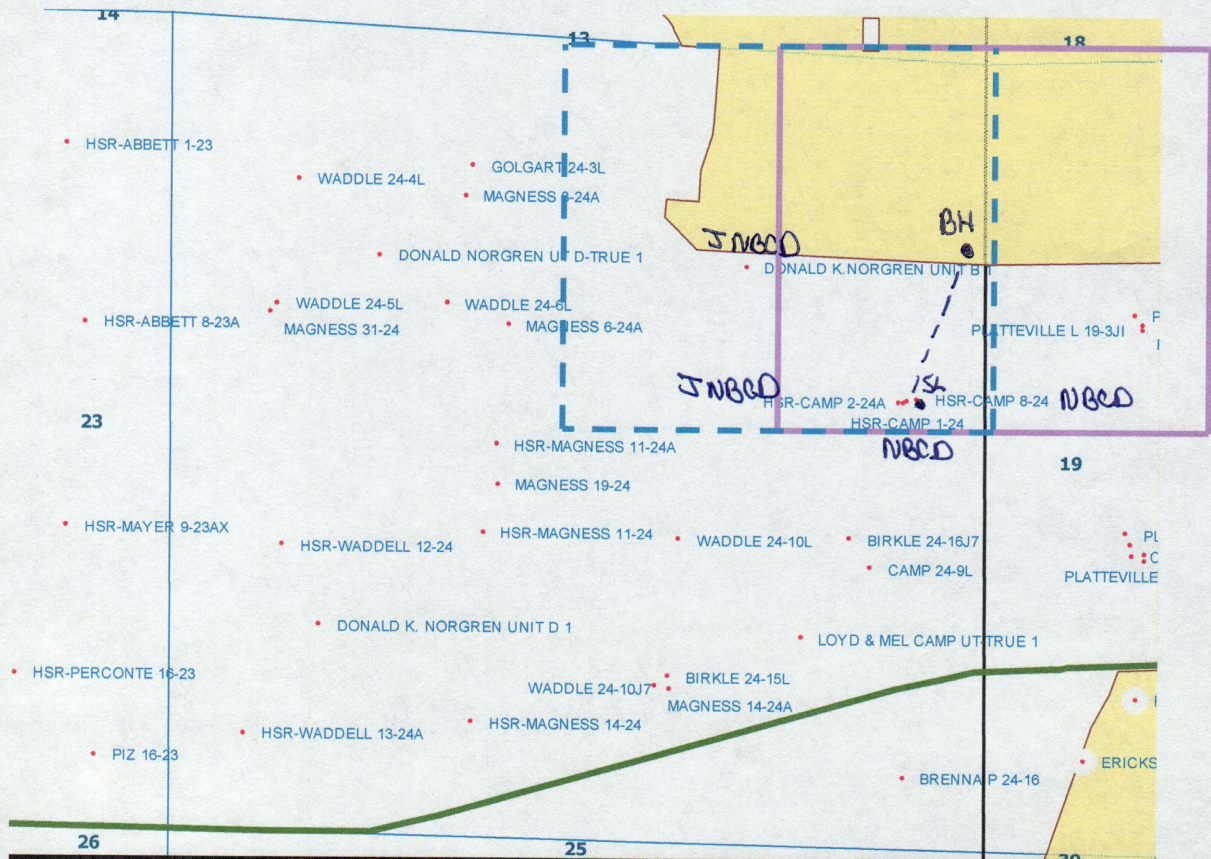 14
13
18
HSR-ABBETT 1-23
WADDLE 24-4L
GOLGART 24-3L
MAGNESS 3-24A
BH
JNBCD
DONALD NORGREN UT D-TRUE 1
DONALD K.NORGREN UNIT B 1
WADDLE 24-5L
WADDLE 24-6L
HSR-ABBETT 8-23A
MAGNESS 31-24
MAGNESS 6-24A
PLATTEVILLE L 19-3JI
P
JNBCD
SL
HSR-CAMP 2-24A
HSR-CAMP 8-24
NBCD
23
HSR-CAMP 1-24
HSR-MAGNESS 11-24A
NBCD
19
MAGNESS 19-24
HSR-MAYER 9-23AX
HSR-WADDELL 12-24
HSR-MAGNESS 11-24
WADDLE 24-10L
BIRKLE 24-16J7
PL
CAMP 24-9L
C
PLATTEVILLE
DONALD K. NORGREN UNIT D 1
LOYD & MEL CAMP UT-TRUE 1
HSR-PERCONTE 16-23
WADDLE 24-10J7
BIRKLE 24-15L
MAGNESS 14-24A
HSR-WADDELL 13-24A
HSR-MAGNESS 14-24
PIZ 16-23
BRENNA P 24-16
ERICKS
26
25